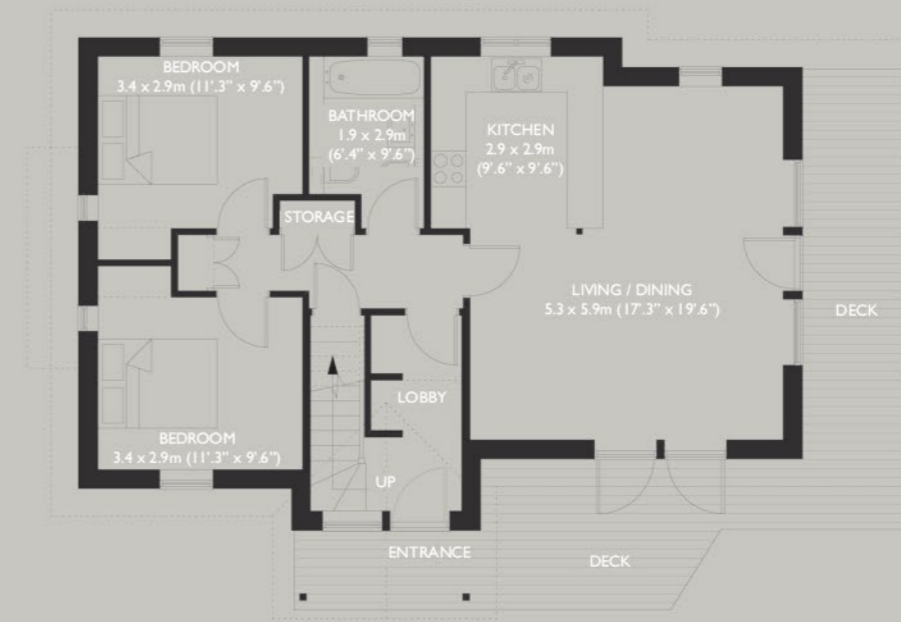 BEDROOM
3.4 x 2.9m (11'.3" x 9'.6")
BATHROOM
1.9 x 2.9m
(6'.4" x 9'.6")
KITCHEN
2.9 x 2.9m
(9'.6" x 9'.6")
STORAGE
LIVING / DINING
5.3 x 5.9m (17'.3" x 19'.6")
DECK
LOBBY
BEDROOM
3.4 x 2.9m (11'.3" x 9'.6")
UP
ENTRANCE
DECK